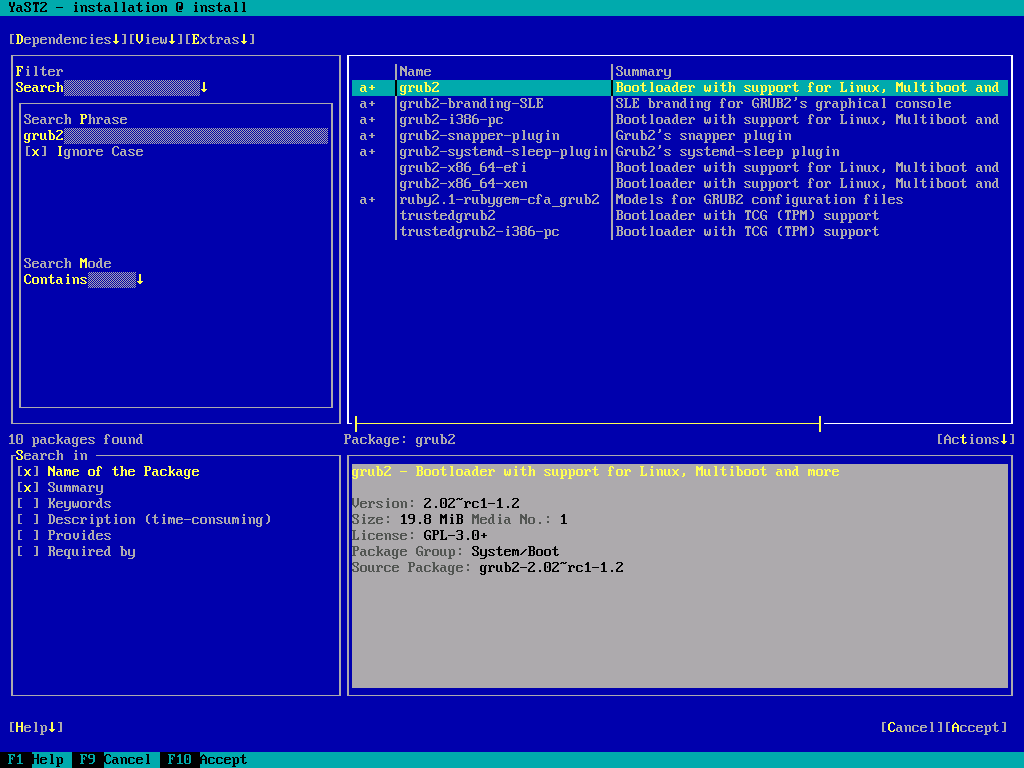 YaST2 - installation @ install
[Dependencies↓][View↓][Extras↓]
Filter
Search↓
Search Phrase
grub2
[x] Ignore Case
Search Mode
Contains↓
Name Summary
a+ grub2 Bootloader with support for Linux, Multiboot and
a+ grub2-branding-SLE SLE branding for GRUB2's graphical console
a+ grub2-i386-pc Bootloader with support for Linux, Multiboot and
a+ grub2-snapper-plugin Grub2's snapper plugin
a+ grub2-systemd-sleep-plugin Grub2's systemd-sleep plugin
grub2-x86_64-efi Bootloader with support for Linux, Multiboot and
grub2-x86_64-xen Bootloader with support for Linux, Multiboot and
a+ ruby2.1-rubygem-cfa_grub2 Models for GRUB2 configuration files
trustedgrub2 Bootloader with TCG (TPM) support
trustedgrub2-i386-pc Bootloader with TCG (TPM) support
10 packages found
Package: grub2 [Actions↓]
Search in
[x] Name of the Package
[x] Summary
[ ] Keywords
[ ] Description (time-consuming)
[ ] Provides
[ ] Required by
grub2 - Bootloader with support for Linux, Multiboot and more
Version: 2.02~rc1-1.2
Size: 19.8 MiB Media No.: 1
License: GPL-3.0+
Package Group: System/Boot
Source Package: grub2-2.02~rc1-1.2
[Help↓] [Cancel][Accept]
F1 Help F9 Cancel F10 Accept